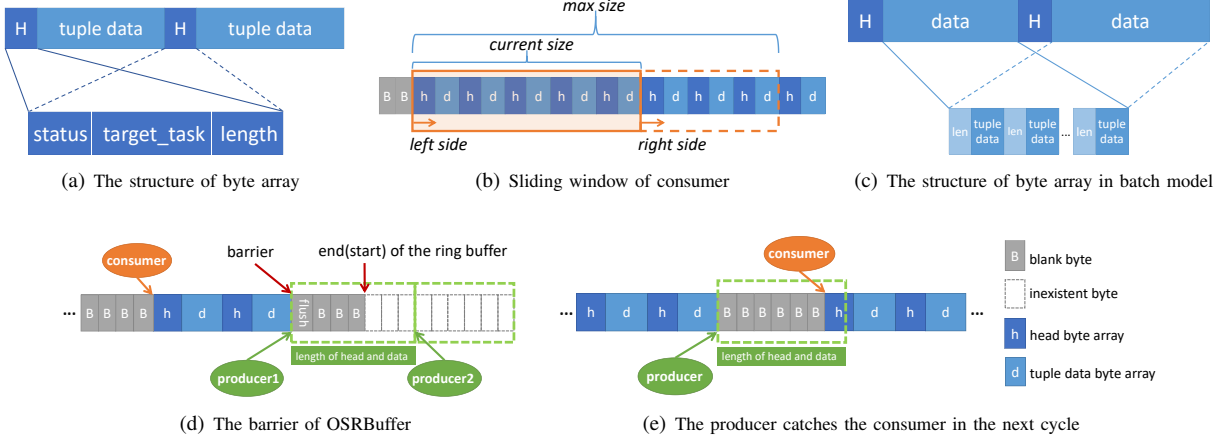 H tuple data H tuple data
status target_task length
(a) The structure of byte array
max size
current size
B B h d h d h d h d h d h d h d h d h d
left side right side
(b) Sliding window of consumer
H data H data
len tuple data len tuple data ... len tuple data
(c) The structure of byte array in batch model
consumer barrier end(start) of the ring buffer
... B B B B h d h d flush B B B
length of head and data
producer1 producer2
(d) The barrier of OSRBuffer
consumer
... h d h d B B B B B B h d h d ...
length of head and data
producer
(e) The producer catches the consumer in the next cycle
B blank byte
inexistent byte
h head byte array
d tuple data byte array